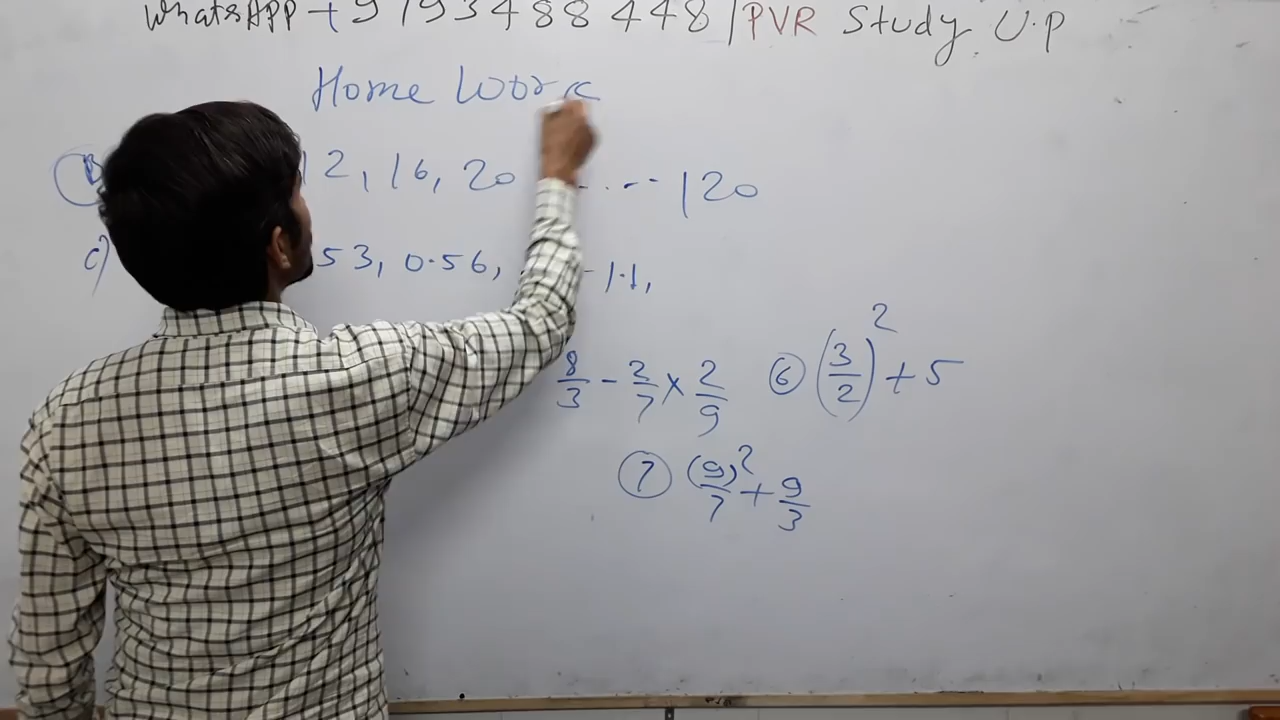 WhatsAPP + 9193488448 | PVR Study U.P
Home Work
B) 12, 16, 20 ..... 120
c) 53, 0.56, - 1.1,
8/3 - 2/7 × 2/9 ⑥ (3/2)² + 5
⑦ (9)²/7 + 9/3